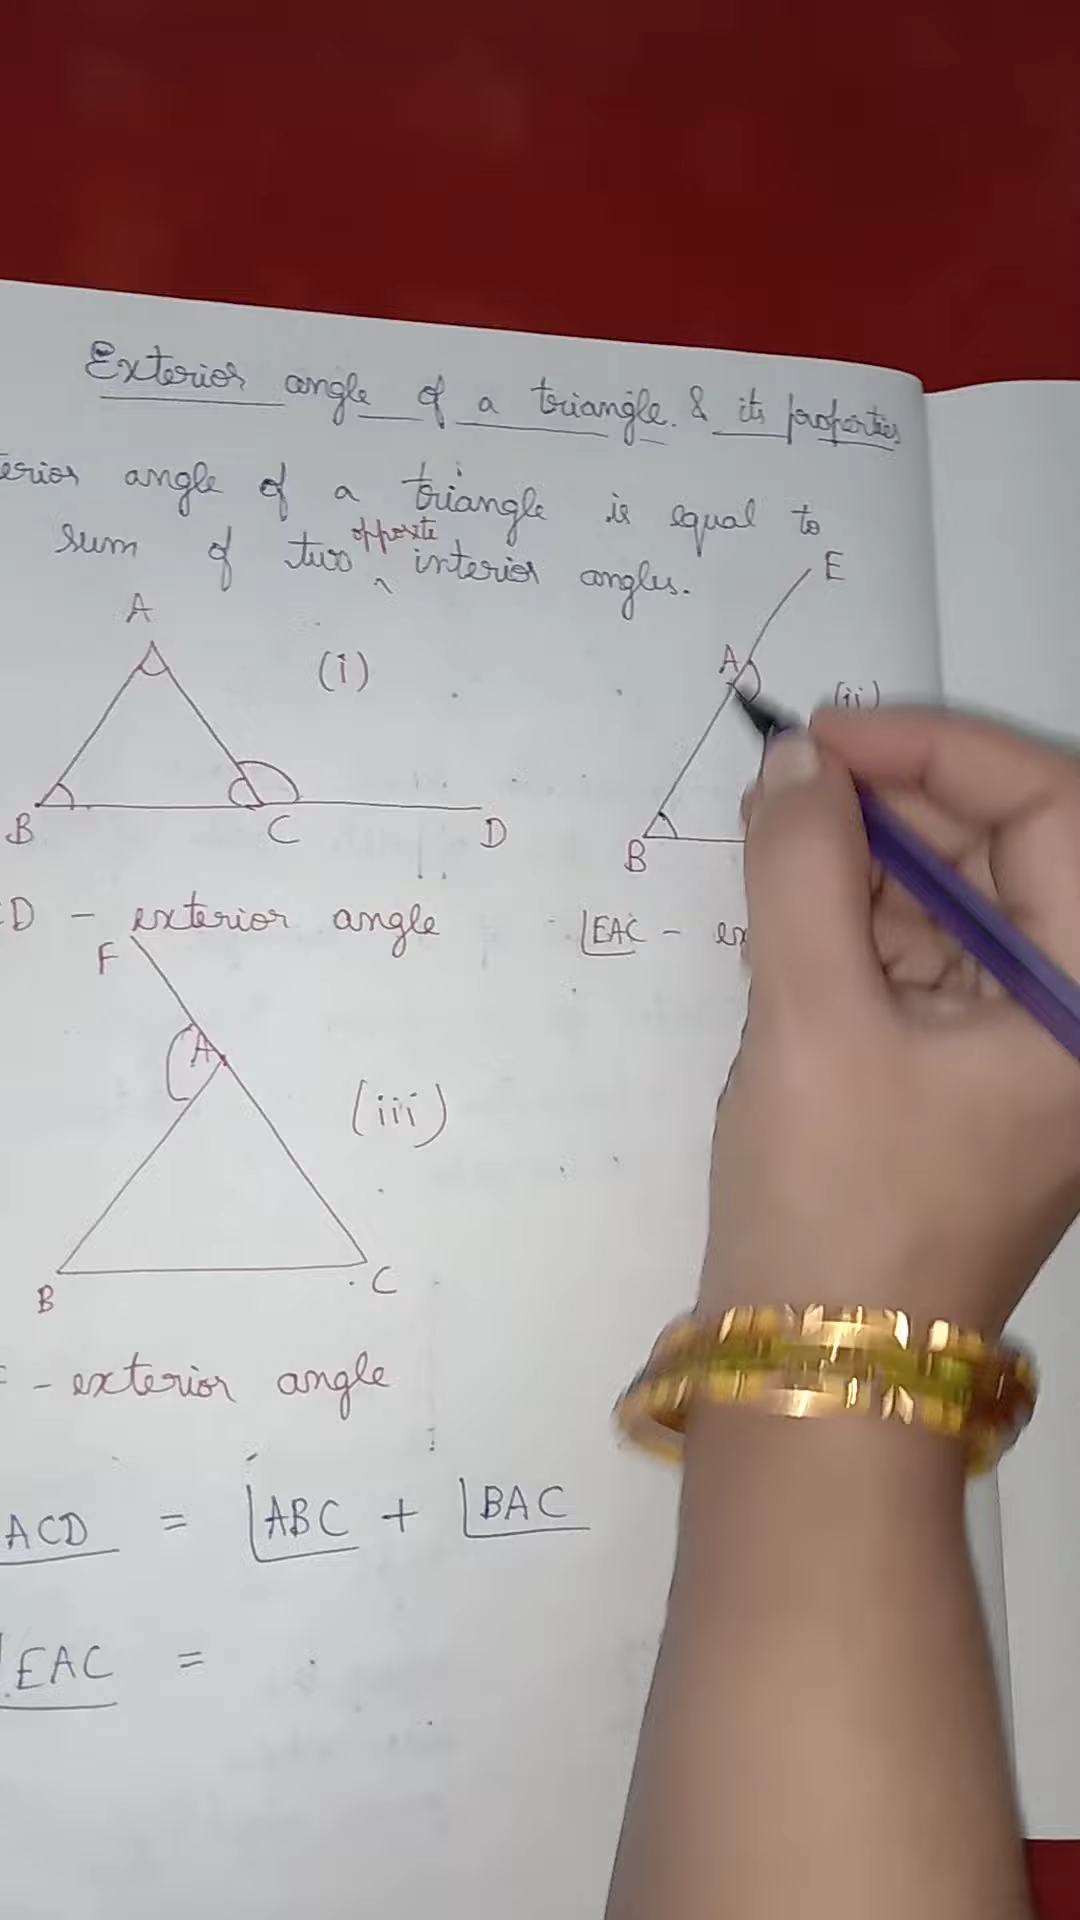 Exterior angle of a triangle. & its properties
angle of a triangle is equal to
sum of two opposite interior angles.
A
(i)
B
C
D
E
A
(ii)
B
D - exterior angle
∠EAC -
F
A
(iii)
B
C
- exterior angle
ACD = ∠ABC + ∠BAC
∠EAC =